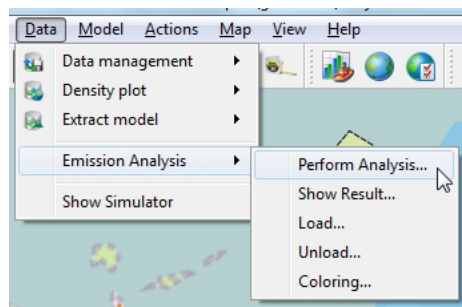 Data Model Actions Map View Help
Data management
Density plot
Extract model
Emission Analysis
Show Simulator
Perform Analysis...
Show Result...
Load...
Unload...
Coloring...